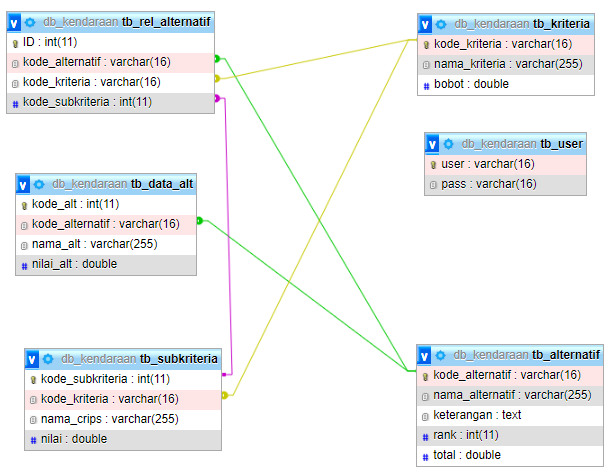 v db_kendaraan tb_rel_alternatif
ID : int(11)
kode_alternatif : varchar(16)
kode_kriteria : varchar(16)
# kode_subkriteria : int(11)
v db_kendaraan tb_kriteria
kode_kriteria : varchar(16)
nama_kriteria : varchar(255)
# bobot : double
v db_kendaraan tb_user
user : varchar(16)
pass : varchar(16)
v db_kendaraan tb_data_alt
kode_alt : int(11)
kode_alternatif : varchar(16)
nama_alt : varchar(255)
# nilai_alt : double
v db_kendaraan tb_subkriteria
kode_subkriteria : int(11)
kode_kriteria : varchar(16)
nama_crips : varchar(255)
# nilai : double
v db_kendaraan tb_alternatif
kode_alternatif : varchar(16)
nama_alternatif : varchar(255)
keterangan : text
# rank : int(11)
# total : double